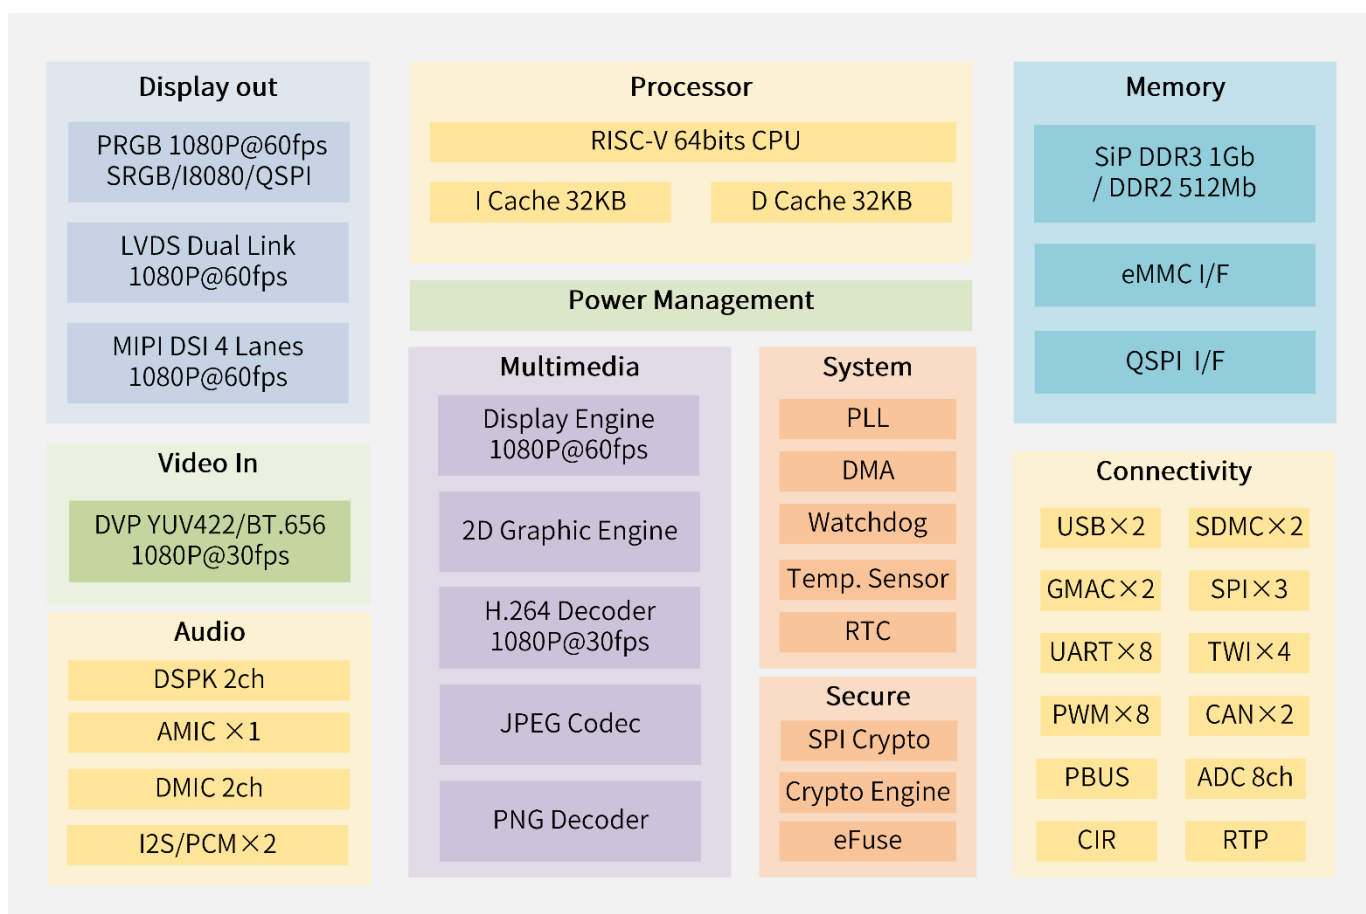 Display out
PRGB 1080P@60fps
SRGB/I8080/QSPI
LVDS Dual Link
1080P@60fps
MIPI DSI 4 Lanes
1080P@60fps
Video In
DVP YUV422/BT.656
1080P@30fps
Audio
DSPK 2ch
AMIC ×1
DMIC 2ch
I2S/PCM×2
Processor
RISC-V 64bits CPU
I Cache 32KB
D Cache 32KB
Power Management
Multimedia
Display Engine
1080P@60fps
2D Graphic Engine
H.264 Decoder
1080P@30fps
JPEG Codec
PNG Decoder
System
PLL
DMA
Watchdog
Temp. Sensor
RTC
Secure
SPI Crypto
Crypto Engine
eFuse
Memory
SiP DDR3 1Gb
/ DDR2 512Mb
eMMC I/F
QSPI I/F
Connectivity
USB×2
SDMC×2
GMAC×2
SPI×3
UART×8
TWI×4
PWM×8
CAN×2
PBUS
ADC 8ch
CIR
RTP